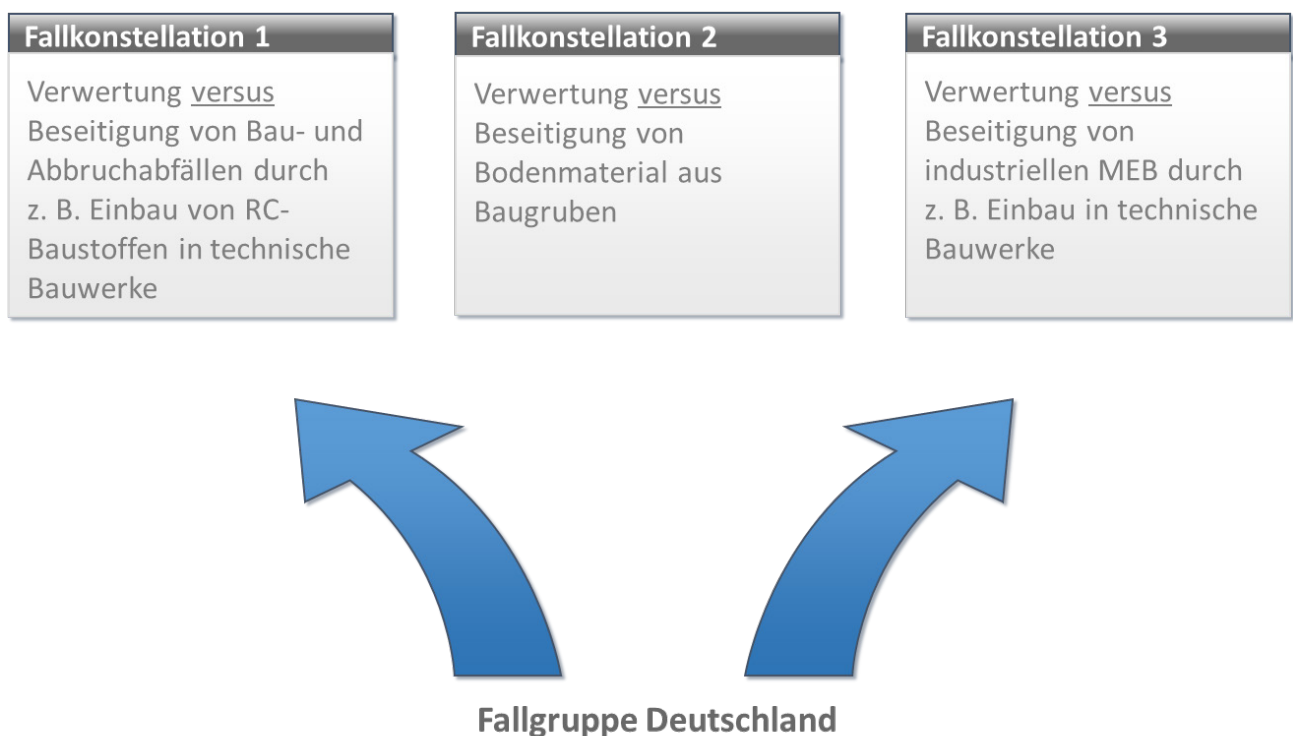 Fallkonstellation 1
Verwertung versus
Beseitigung von Bau- und
Abbruchabfällen durch
z. B. Einbau von RC-
Baustoffen in technische
Bauwerke
Fallkonstellation 2
Verwertung versus
Beseitigung von
Bodenmaterial aus
Baugruben
Fallkonstellation 3
Verwertung versus
Beseitigung von
industriellen MEB durch
z. B. Einbau in technische
Bauwerke
Fallgruppe Deutschland